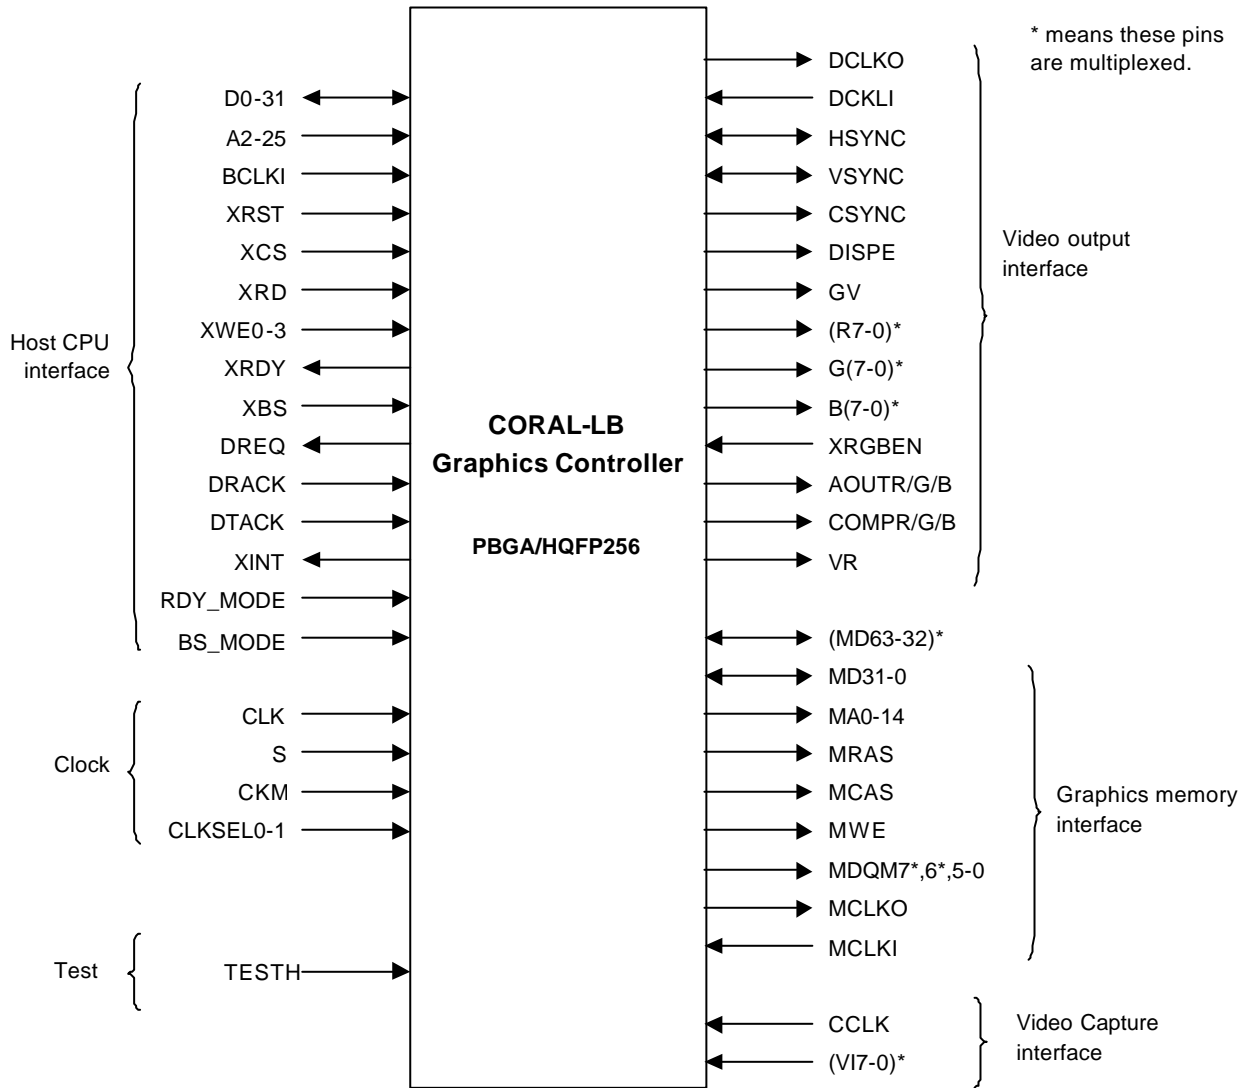 * means these pins
are multiplexed.
D0-31
A2-25
BCLKI
XRST
XCS
XRD
XWE0-3
XRDY
XBS
DREQ
DRACK
DTACK
XINT
RDY_MODE
BS_MODE
Host CPU
interface
CLK
S
CKM
CLKSEL0-1
Clock
TESTH
Test
CORAL-LB
Graphics Controller
PBGA/HQFP256
DCLKO
DCKLI
HSYNC
VSYNC
CSYNC
DISPE
GV
(R7-0)*
G(7-0)*
B(7-0)*
XRGBEN
AOUTR/G/B
COMPR/G/B
VR
Video output
interface
(MD63-32)*
MD31-0
MA0-14
MRAS
MCAS
MWE
MDQM7*,6*,5-0
MCLKO
MCLKI
Graphics memory
interface
CCLK
(VI7-0)*
Video Capture
interface